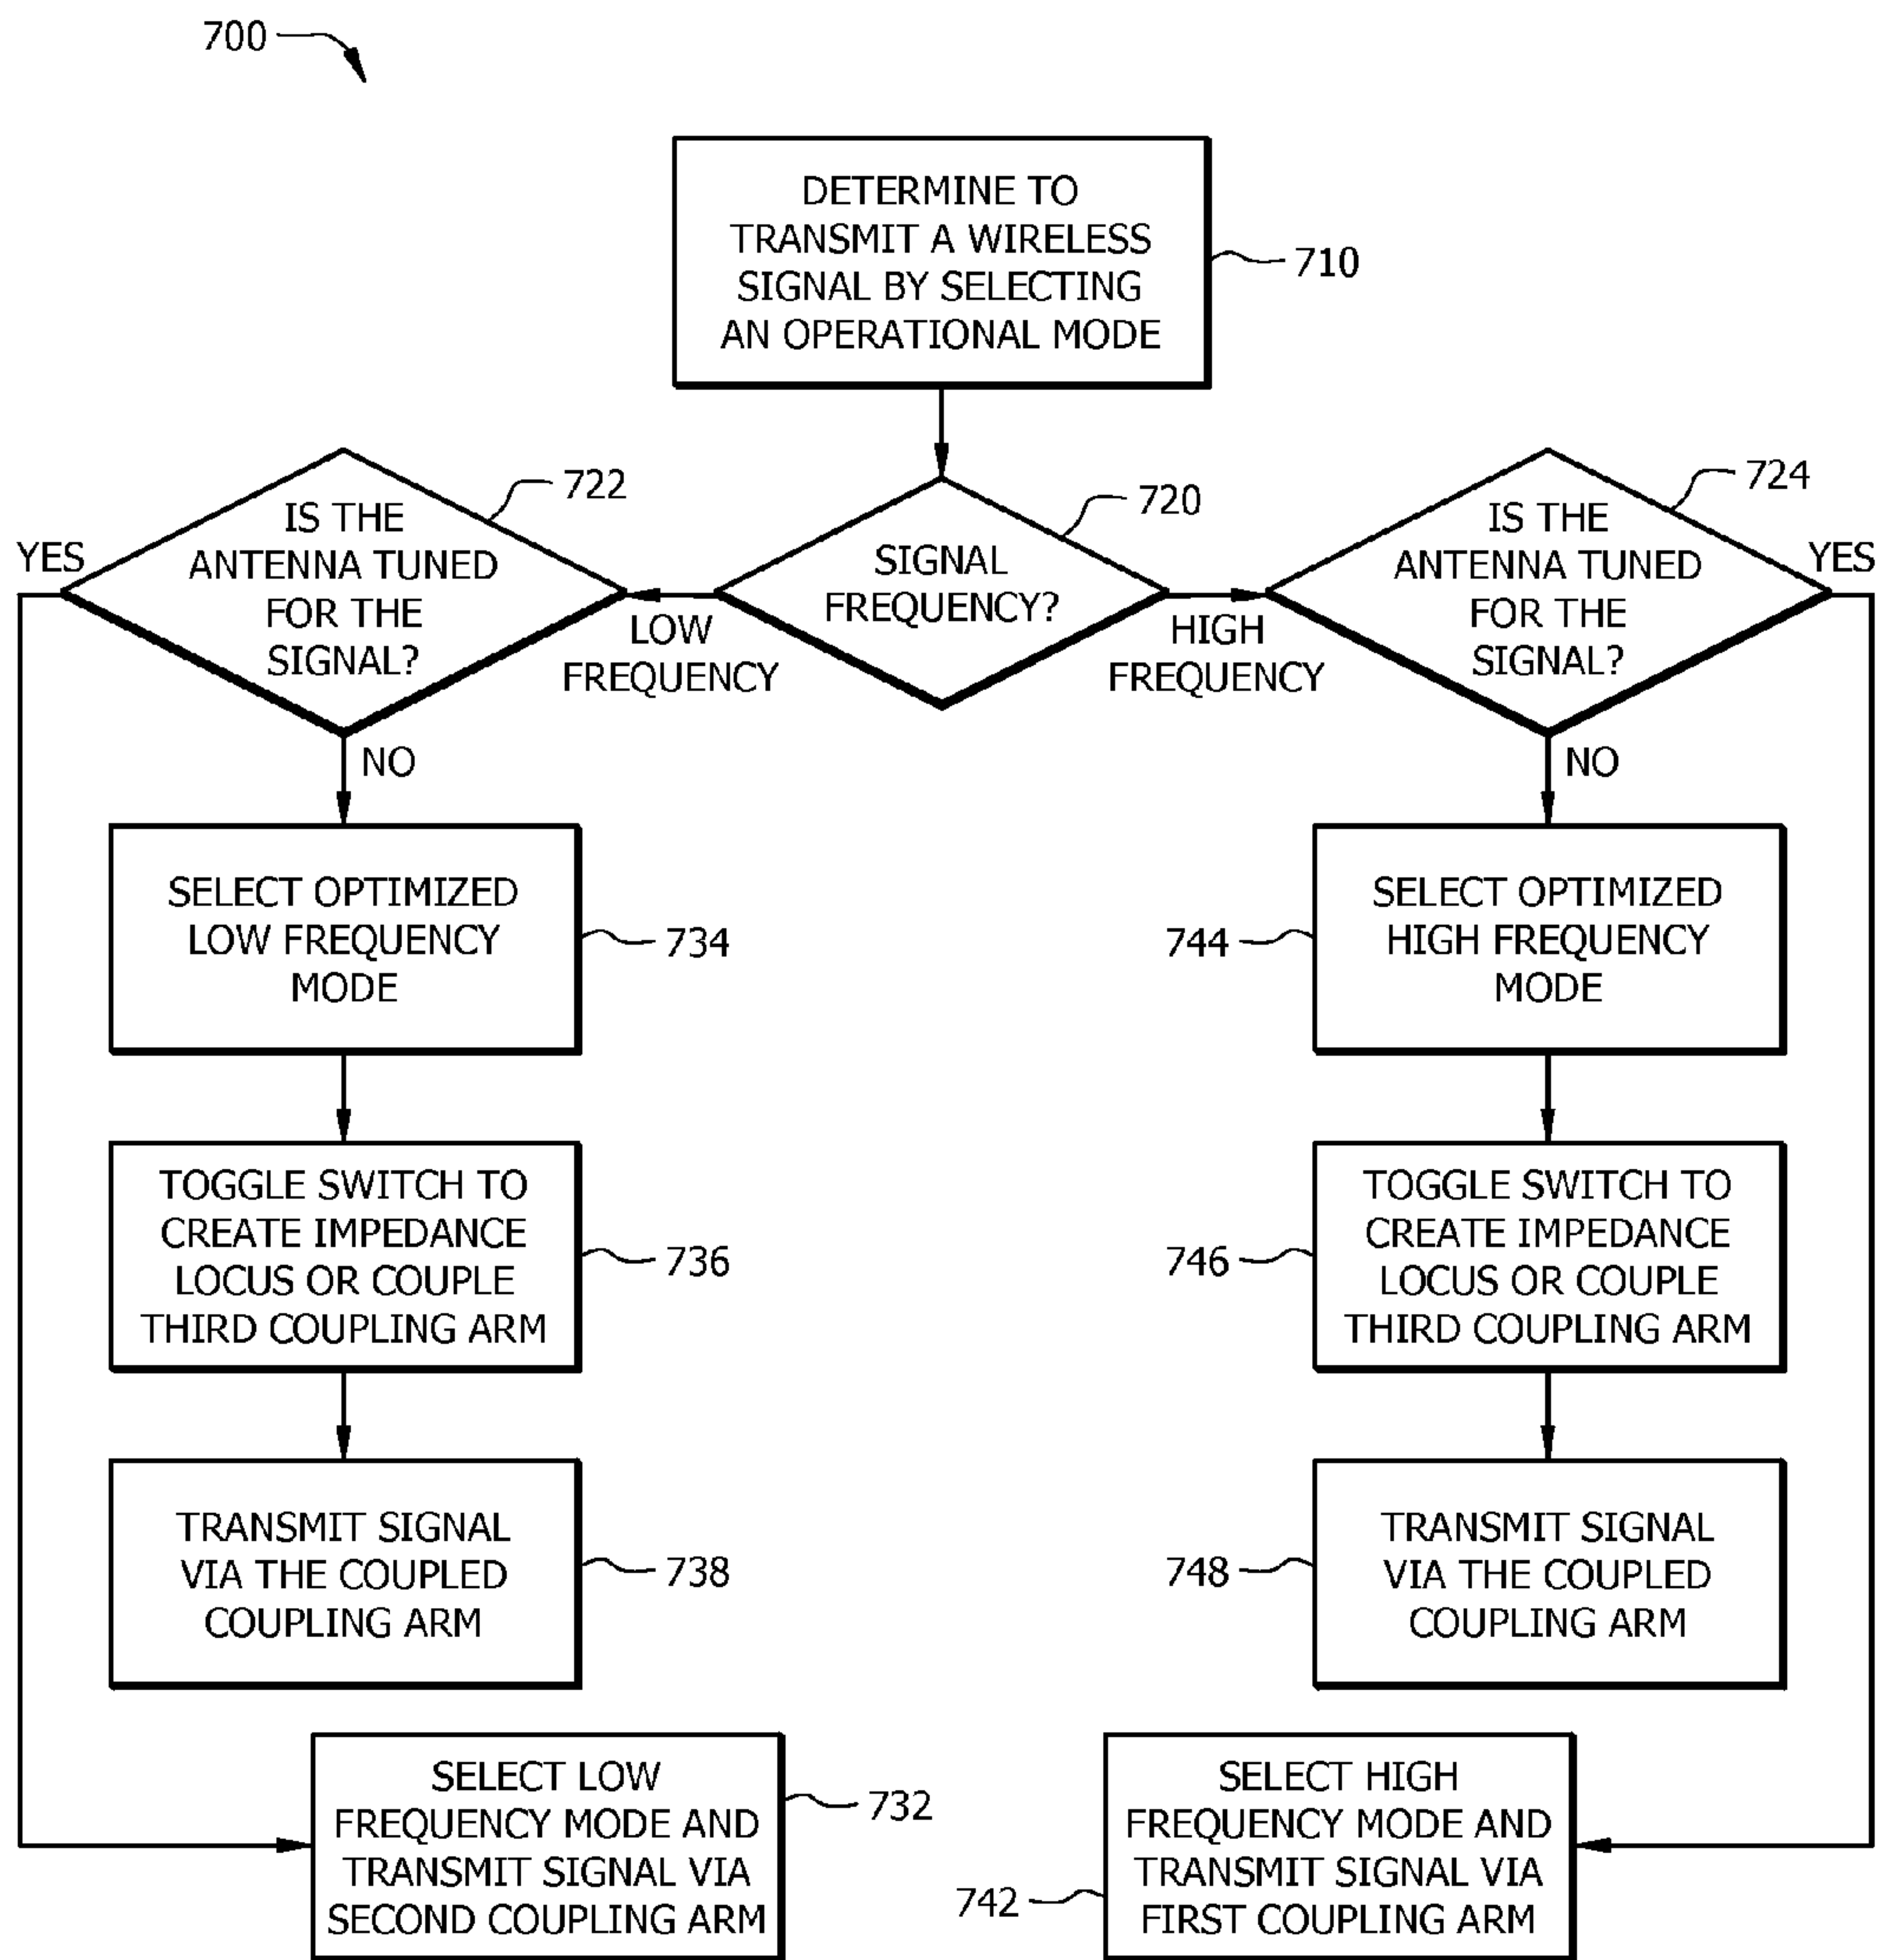 700
DETERMINE TO
TRANSMIT A WIRELESS
SIGNAL BY SELECTING
AN OPERATIONAL MODE
710
722
IS THE
ANTENNA TUNED
FOR THE
SIGNAL?
YES
NO
720
SIGNAL
FREQUENCY?
LOW
FREQUENCY
HIGH
FREQUENCY
724
IS THE
ANTENNA TUNED
FOR THE
SIGNAL?
YES
NO
SELECT OPTIMIZED
LOW FREQUENCY
MODE
734
744
SELECT OPTIMIZED
HIGH FREQUENCY
MODE
TOGGLE SWITCH TO
CREATE IMPEDANCE
LOCUS OR COUPLE
THIRD COUPLING ARM
736
746
TOGGLE SWITCH TO
CREATE IMPEDANCE
LOCUS OR COUPLE
THIRD COUPLING ARM
TRANSMIT SIGNAL
VIA THE COUPLED
COUPLING ARM
738
748
TRANSMIT SIGNAL
VIA THE COUPLED
COUPLING ARM
SELECT LOW
FREQUENCY MODE AND
TRANSMIT SIGNAL VIA
SECOND COUPLING ARM
732
742
SELECT HIGH
FREQUENCY MODE AND
TRANSMIT SIGNAL VIA
FIRST COUPLING ARM